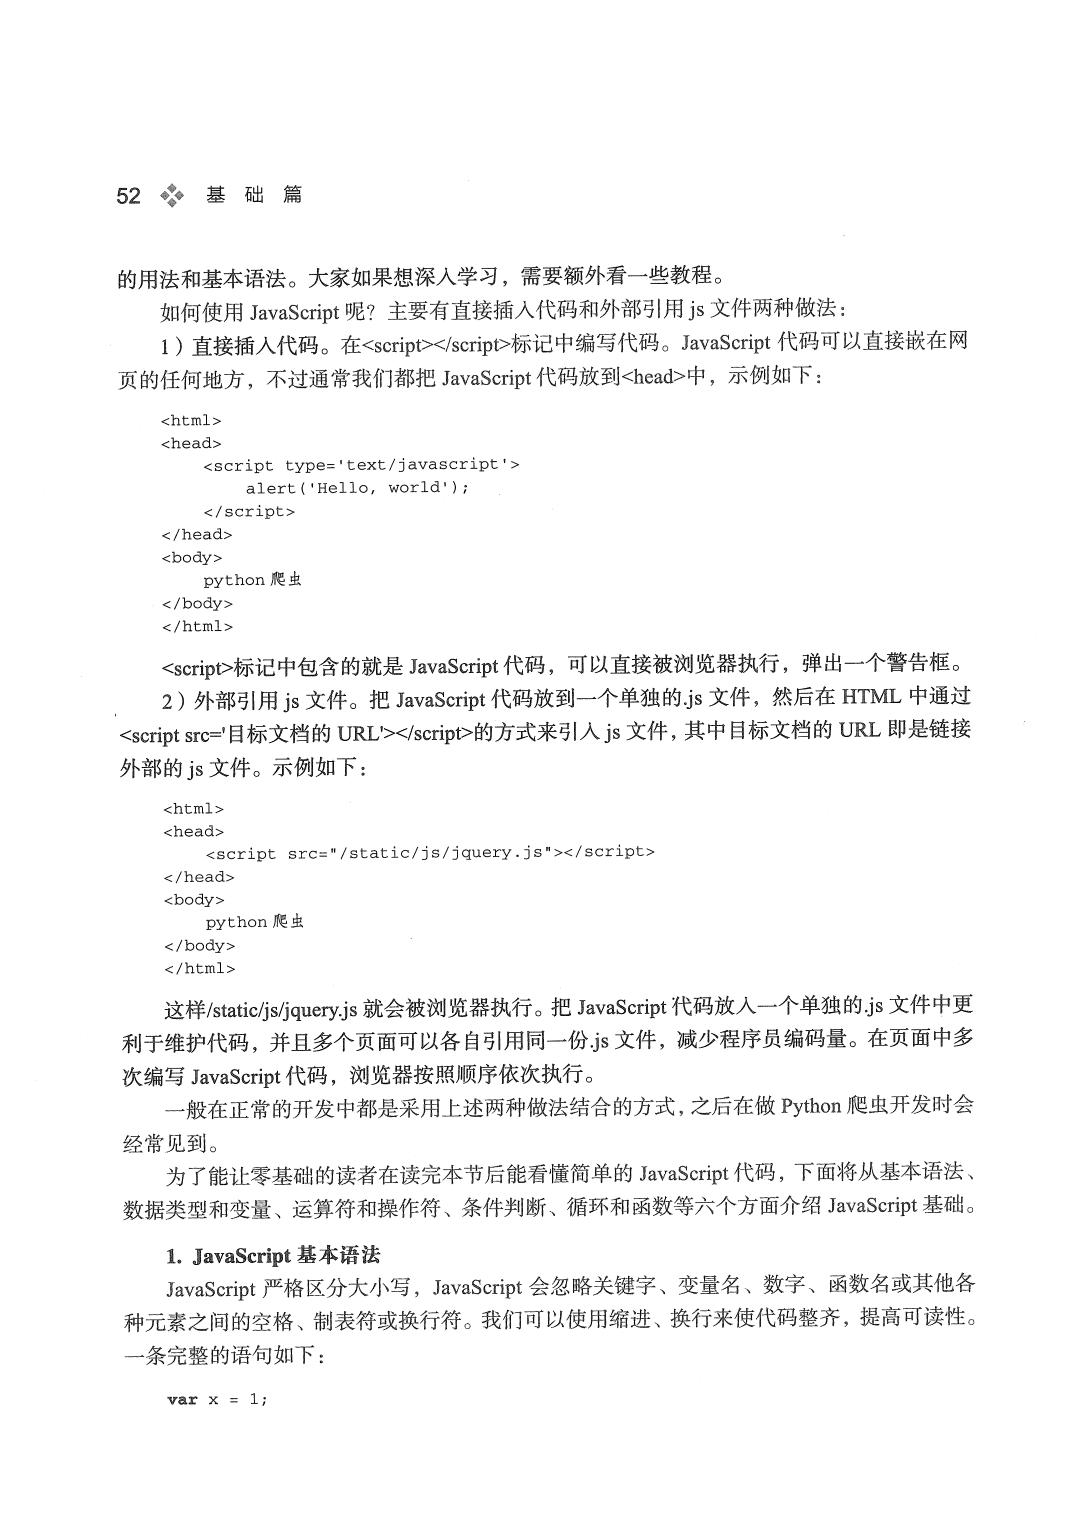 52 基 础 篇
的用法和基本语法。大家如果想深入学习，需要额外看一些教程。
如何使用 JavaScript 呢？主要有直接插入代码和外部引用 js 文件两种做法：
1）直接插入代码。在<script></script>标记中编写代码。JavaScript 代码可以直接嵌在网
页的任何地方，不过通常我们都把 JavaScript 代码放到<head>中，示例如下：
<html>
<head>
    <script type='text/javascript'>
        alert('Hello, world');
    </script>
</head>
<body>
    python 爬虫
</body>
</html>
<script>标记中包含的就是 JavaScript 代码，可以直接被浏览器执行，弹出一个警告框。
2）外部引用 js 文件。把 JavaScript 代码放到一个单独的.js 文件，然后在 HTML 中通过
<script src='目标文档的 URL'></script>的方式来引入 js 文件，其中目标文档的 URL 即是链接
外部的 js 文件。示例如下：
<html>
<head>
    <script src="/static/js/jquery.js"></script>
</head>
<body>
    python 爬虫
</body>
</html>
这样/static/js/jquery.js 就会被浏览器执行。把 JavaScript 代码放入一个单独的.js 文件中更
利于维护代码，并且多个页面可以各自引用同一份.js 文件，减少程序员编码量。在页面中多
次编写 JavaScript 代码，浏览器按照顺序依次执行。
一般在正常的开发中都是采用上述两种做法结合的方式，之后在做 Python 爬虫开发时会
经常见到。
为了能让零基础的读者在读完本节后能看懂简单的 JavaScript 代码，下面将从基本语法、
数据类型和变量、运算符和操作符、条件判断、循环和函数等六个方面介绍 JavaScript 基础。
1. JavaScript 基本语法
JavaScript 严格区分大小写，JavaScript 会忽略关键字、变量名、数字、函数名或其他各
种元素之间的空格、制表符或换行符。我们可以使用缩进、换行来使代码整齐，提高可读性。
一条完整的语句如下：
var x = 1;